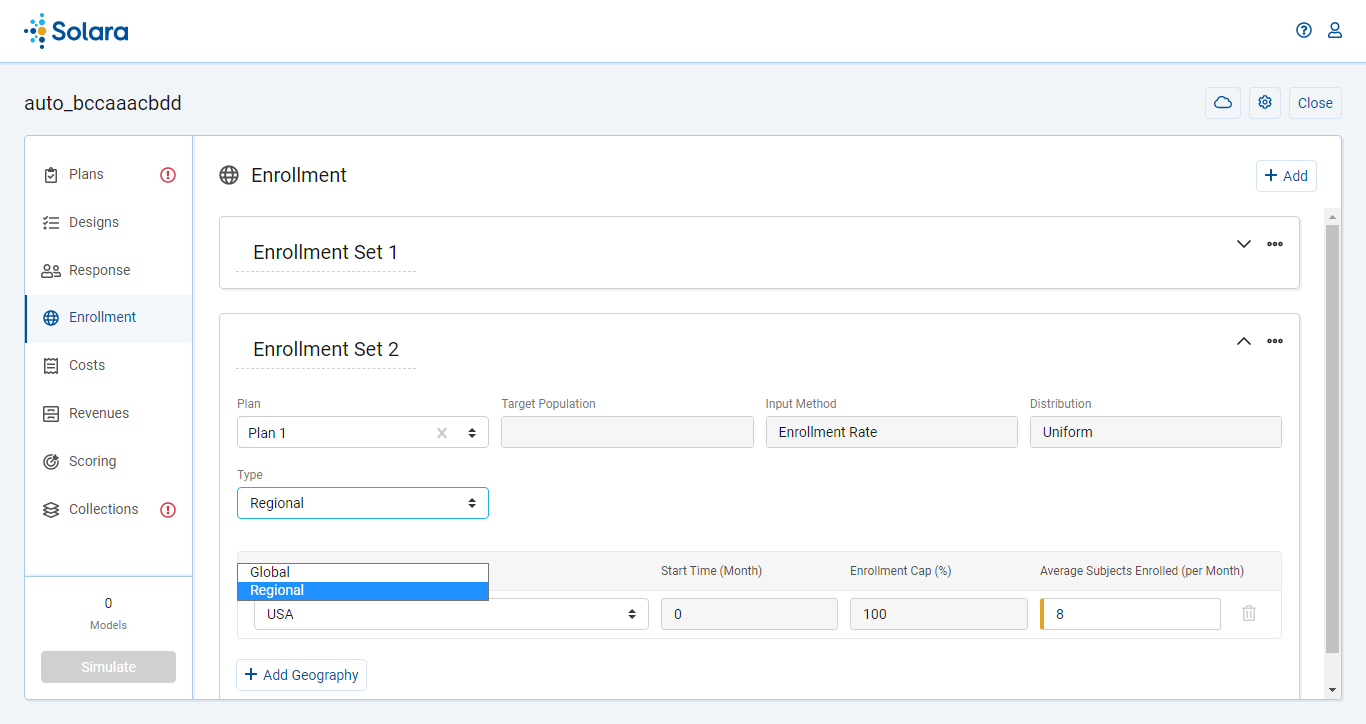 Solara
auto_bccaaacbdd
Close
Plans
Designs
Response
Enrollment
Costs
Revenues
Scoring
Collections
0
Models
Simulate
Enrollment
+ Add
Enrollment Set 1
Enrollment Set 2
Plan
Target Population
Input Method
Distribution
Plan 1
Enrollment Rate
Uniform
Type
Regional
Global
Regional
Start Time (Month)
Enrollment Cap (%)
Average Subjects Enrolled (per Month)
USA
0
100
8
+ Add Geography